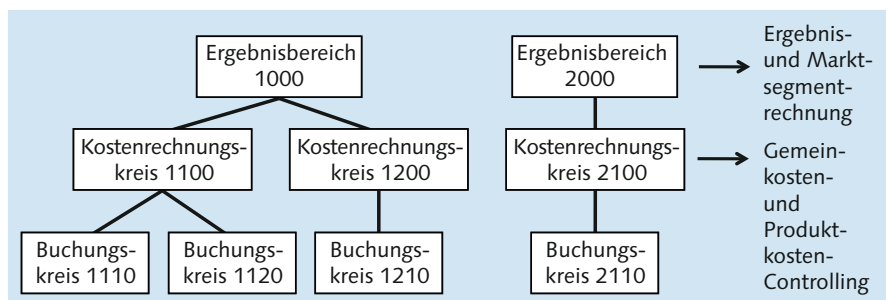 Ergebnisbereich
1000
Ergebnisbereich
2000
Ergebnis-
und Markt-
segment-
rechnung
Kostenrechnungs-
kreis 1100
Kostenrechnungs-
kreis 1200
Kostenrechnungs-
kreis 2100
Gemein-
kosten-
und
Produkt-
kosten-
Controlling
Buchungs-
kreis 1110
Buchungs-
kreis 1120
Buchungs-
kreis 1210
Buchungs-
kreis 2110